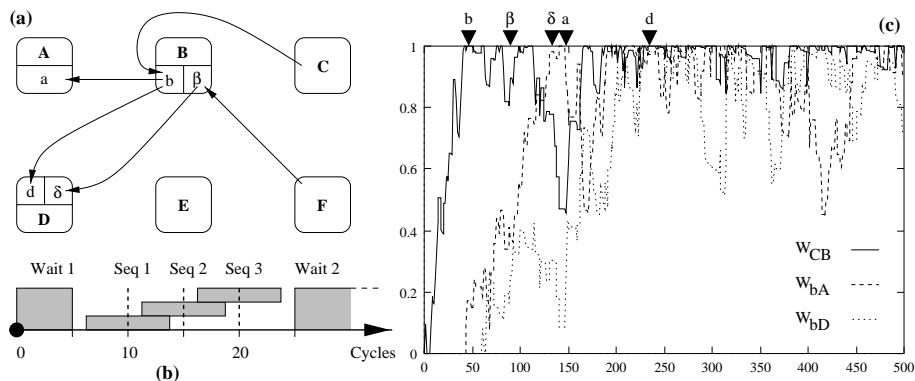 (a)
A
B
C
a
b
β
d
δ
D
E
F
Wait 1
Seq 1
Seq 2
Seq 3
Wait 2
0
10
20
Cycles
(b)
b
β
δ
a
d
(c)
1
0.8
0.6
0.4
0.2
0
W_CB
W_bA
W_bD
0
50
100
150
200
250
300
350
400
450
500